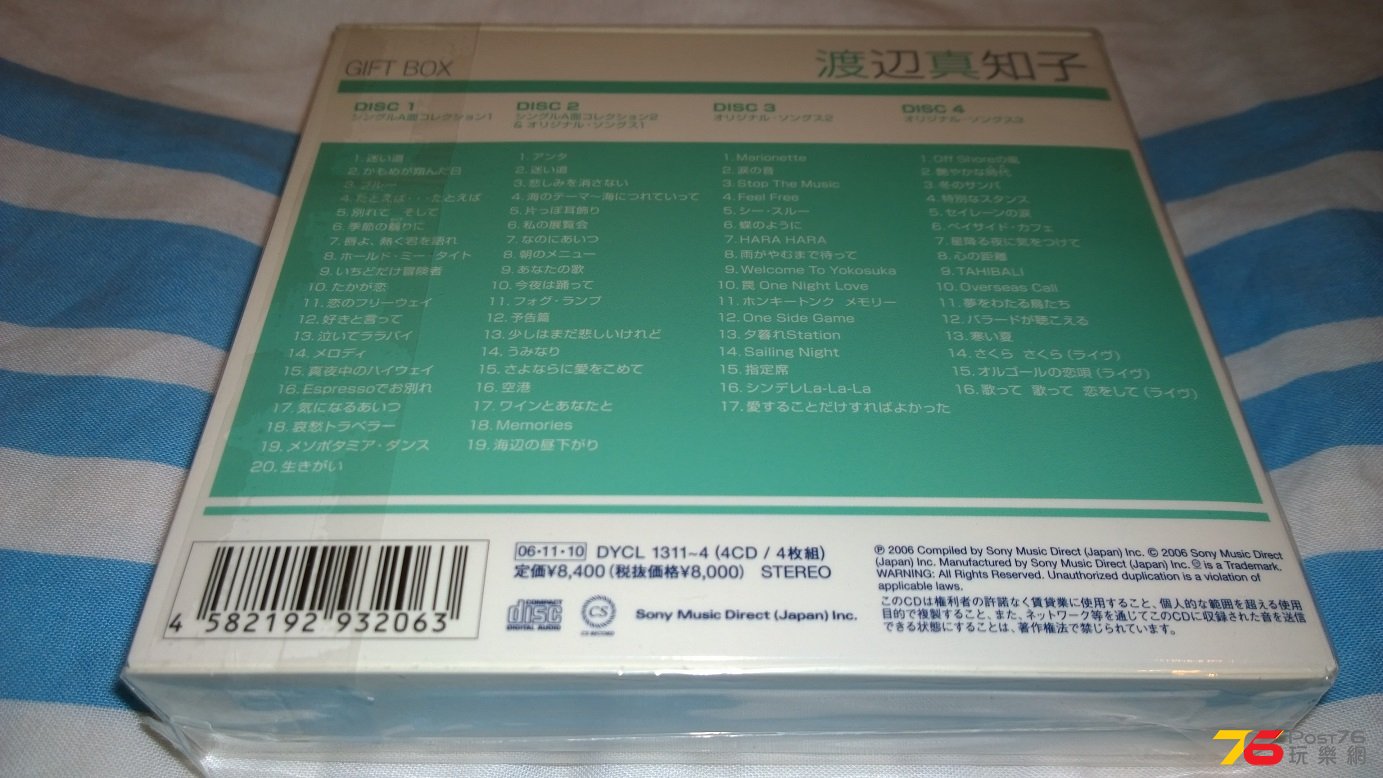 GIFT BOX
渡辺真知子
DISC 1
シングルA面コレクション1
1. 迷い道
2. かもめが翔んだ日
3. ブルー
4. たとえば・・・たとえば
5. 別れて そして
6. 季節の翳りに
7. 唇よ、熱く君を語れ
8. ホールド・ミー・タイト
9. いちどだけ冒険者
10. たかが恋
11. 恋のフリーウェイ
12. 好きと言って
13. 泣いてララバイ
14. メロディ
15. 真夜中のハイウェイ
16. Espressoでお別れ
17. 気になるあいつ
18. 哀愁トラベラー
19. メソポタミア・ダンス
20. 生きがい
DISC 2
シングルA面コレクション2
& オリジナル・ソングス1
1. アンタ
2. 迷い道
3. 悲しみを消さない
4. 海のテーマ～海につれていって
5. 片っぽ耳飾り
6. 私の展覧会
7. なのにあいつ
8. 朝のメニュー
9. あなたの歌
10. 今夜は踊って
11. フォグ・ランプ
12. 予告篇
13. 少しはまだ悲しいけれど
14. うみなり
15. さよならに愛をこめて
16. 空港
17. ワインとあなたと
18. Memories
19. 海辺の昼下がり
DISC 3
オリジナル・ソングス2
1. Marionette
2. 涙の音
3. Stop The Music
4. Feel Free
5. シー・スルー
6. 蝶のように
7. HARA HARA
8. 雨がやむまで待って
9. Welcome To Yokosuka
10. 罠 One Night Love
11. ホンキートンク メモリー
12. One Side Game
13. 夕暮れStation
14. Sailing Night
15. 指定席
16. シンデレLa-La-La
17. 愛することだけすればよかった
DISC 4
オリジナル・ソングス3
1. Off Shoreの風
2. 艶やかな時代
3. 冬のサンバ
4. 特別なスタンス
5. セイレーンの涙
6. ベイサイド・カフェ
7. 星降る夜に気をつけて
8. 心の距離
9. TAHIBALI
10. Overseas Call
11. 夢をわたる鳥たち
12. バラードが聴こえる
13. 寒い夏
14. さくら さくら (ライヴ)
15. オルゴールの恋唄 (ライヴ)
16. 歌って 歌って 恋をして (ライヴ)
4 582192 932063
06・11・10 DYCL 1311~4 (4CD / 4枚組)
定価¥8,400 (税抜価格¥8,000) STEREO
COMPACT
disc
DIGITAL AUDIO
CS
Sony Music Direct (Japan) Inc.
℗ 2006 Compiled by Sony Music Direct (Japan) Inc. © 2006 Sony Music Direct
(Japan) Inc. Manufactured by Sony Music Direct (Japan) Inc. is a Trademark.
WARNING: All Rights Reserved. Unauthorized duplication is a violation of
applicable laws.
このCDは権利者の許諾なく賃貸業に使用すること、個人的な範囲を超える使用
目的で複製すること、また、ネットワーク等を通じてこのCDに収録された音を送信
できる状態にすることは、著作権法で禁じられています。
76 Post76
玩樂網